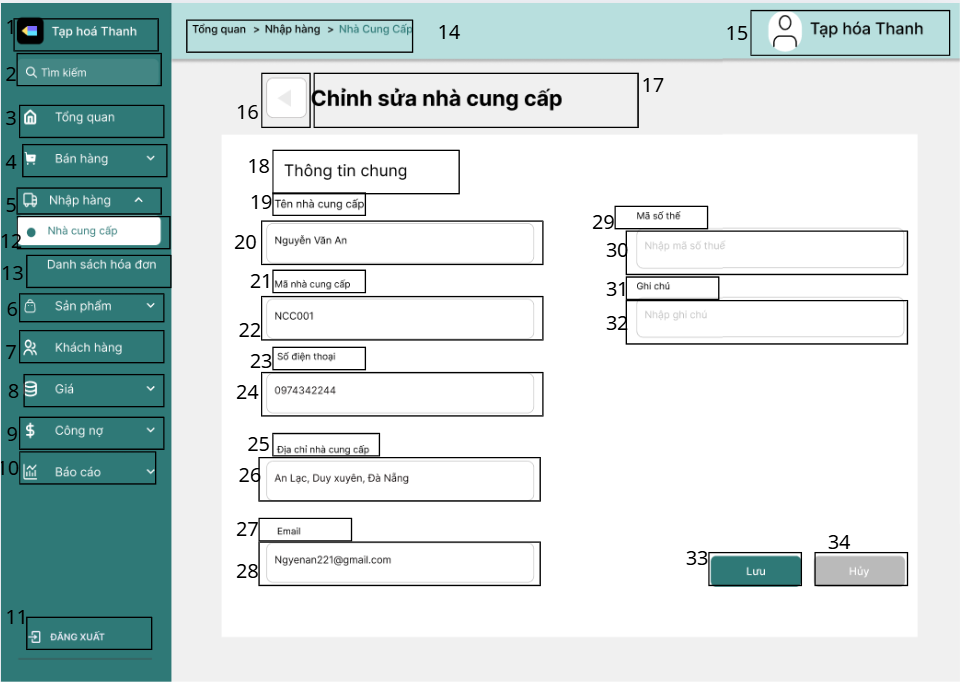 1 Tạp hoá Thanh
2 Tìm kiếm
3 Tổng quan
4 Bán hàng
5 Nhập hàng
12 Nhà cung cấp
13 Danh sách hóa đơn
6 Sản phẩm
7 Khách hàng
8 Giá
9 Công nợ
10 Báo cáo
11 ĐĂNG XUẤT
Tổng quan > Nhập hàng > Nhà Cung Cấp 14
15 Tạp hóa Thanh
16 Chỉnh sửa nhà cung cấp 17
18 Thông tin chung
19 Tên nhà cung cấp
20 Nguyễn Văn An
21 Mã nhà cung cấp
22 NCC001
23 Số điện thoại
24 0974342244
25 Địa chỉ nhà cung cấp
26 An Lạc, Duy xuyên, Đà Nẵng
27 Email
28 Ngyenan221@gmail.com
29 Mã số thế
30 Nhập mã số thuế
31 Ghi chú
32 Nhập ghi chú
33 Lưu
34 Hủy